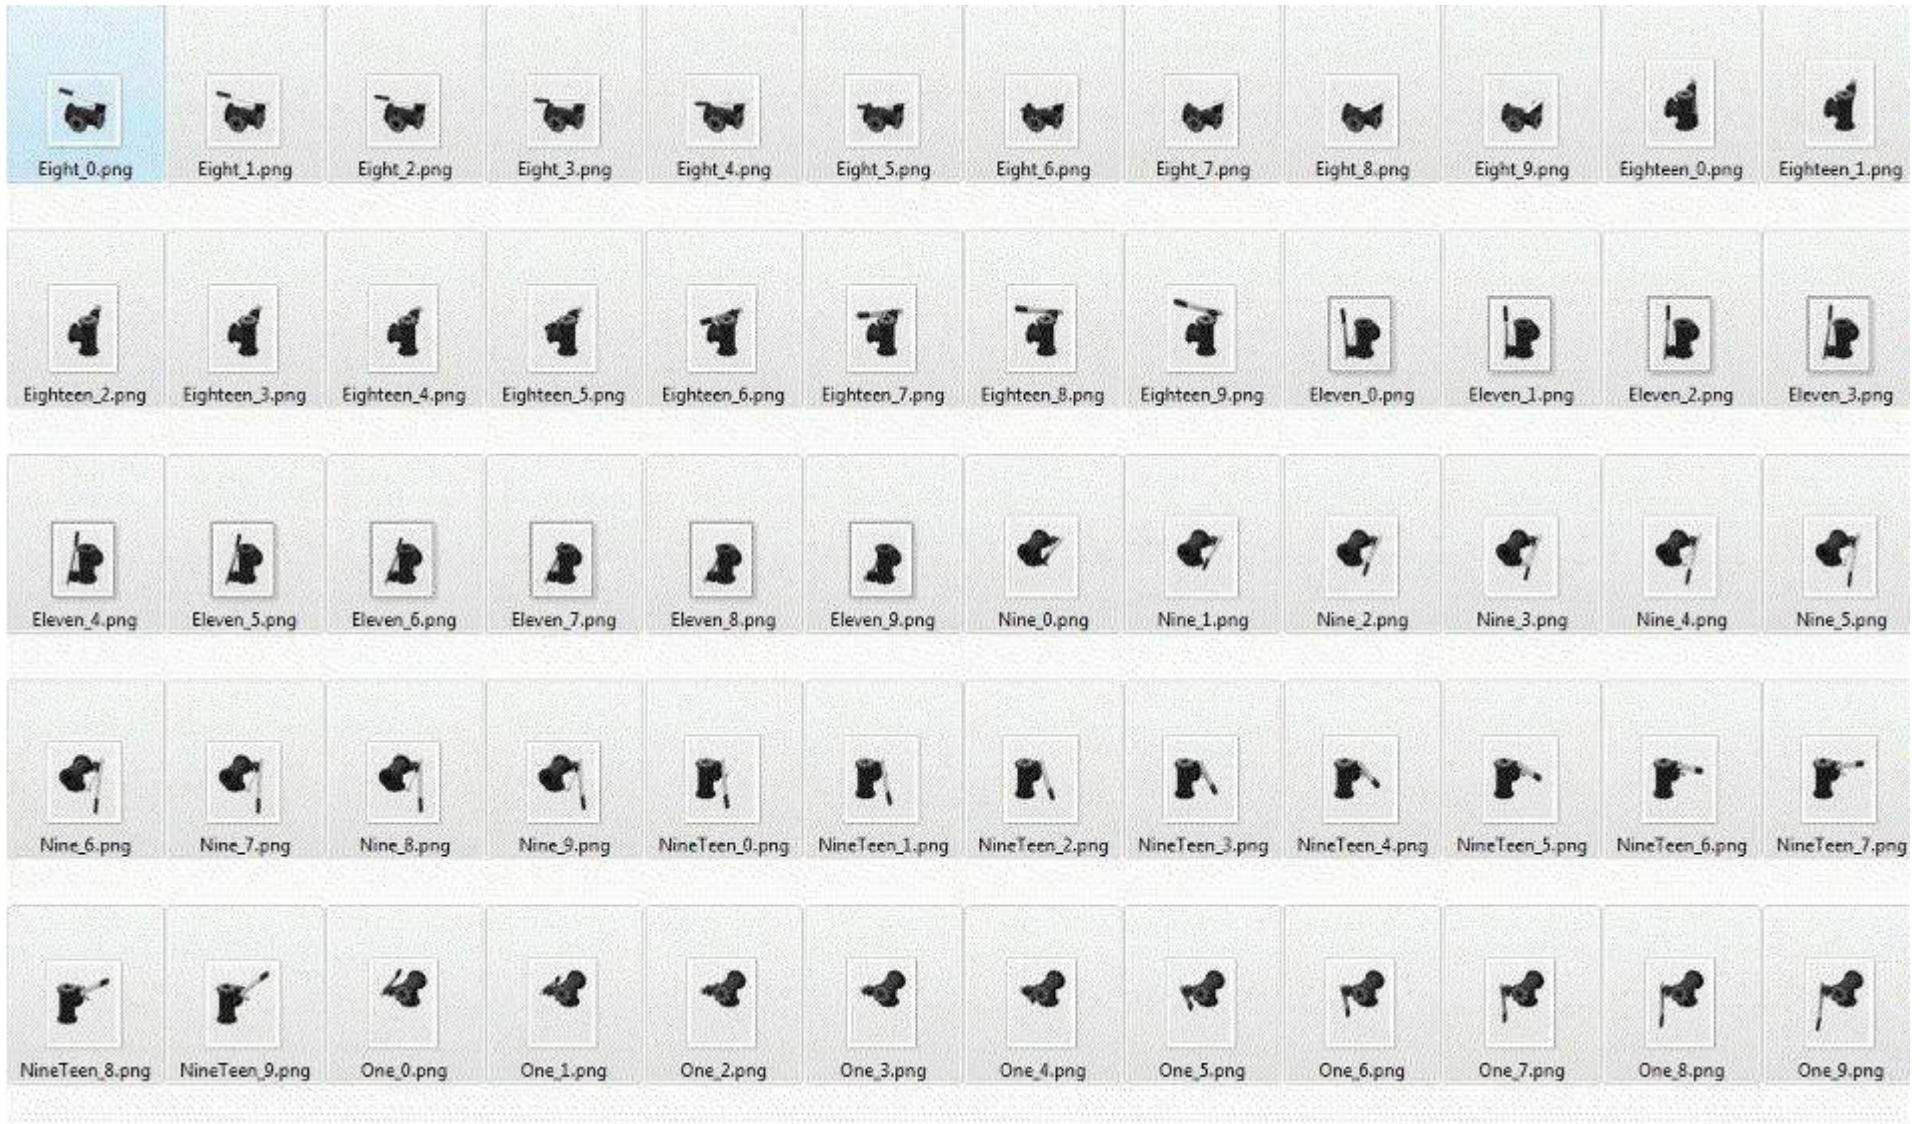 Eight_0.png Eight_1.png Eight_2.png Eight_3.png Eight_4.png Eight_5.png Eight_6.png Eight_7.png Eight_8.png Eight_9.png Eighteen_0.png Eighteen_1.png
Eighteen_2.png Eighteen_3.png Eighteen_4.png Eighteen_5.png Eighteen_6.png Eighteen_7.png Eighteen_8.png Eighteen_9.png Eleven_0.png Eleven_1.png Eleven_2.png Eleven_3.png
Eleven_4.png Eleven_5.png Eleven_6.png Eleven_7.png Eleven_8.png Eleven_9.png Nine_0.png Nine_1.png Nine_2.png Nine_3.png Nine_4.png Nine_5.png
Nine_6.png Nine_7.png Nine_8.png Nine_9.png NineTeen_0.png NineTeen_1.png NineTeen_2.png NineTeen_3.png NineTeen_4.png NineTeen_5.png NineTeen_6.png NineTeen_7.png
NineTeen_8.png NineTeen_9.png One_0.png One_1.png One_2.png One_3.png One_4.png One_5.png One_6.png One_7.png One_8.png One_9.png